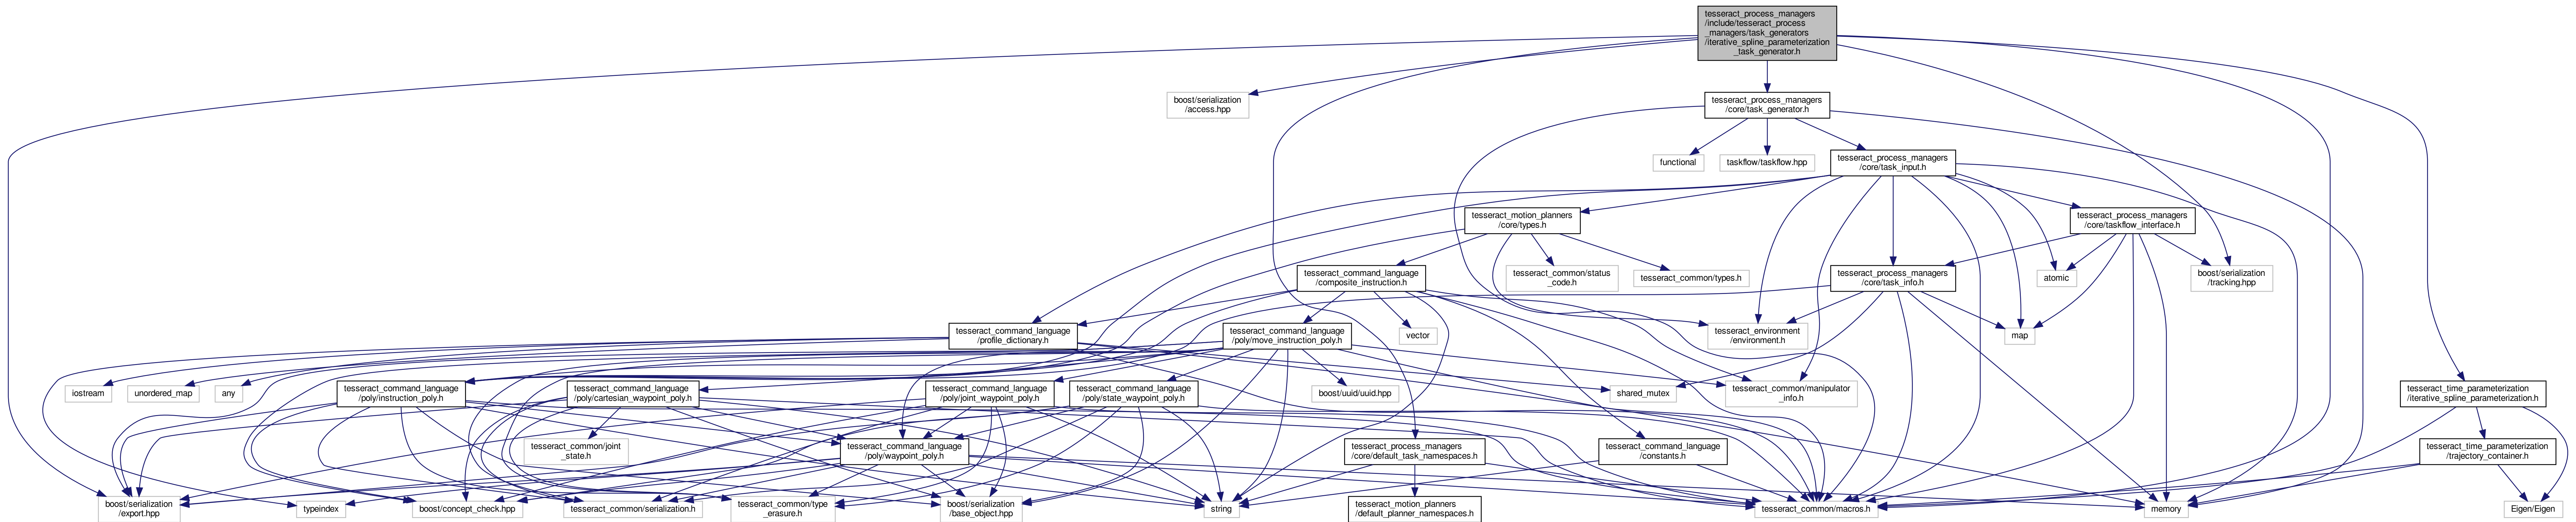 tesseract_process_managers
/include/tesseract_process
_managers/task_generators
/iterative_spline_parameterization
_task_generator.h
boost/serialization
/access.hpp
tesseract_process_managers
/core/task_generator.h
functional
taskflow/taskflow.hpp
tesseract_process_managers
/core/task_input.h
tesseract_motion_planners
/core/types.h
tesseract_process_managers
/core/taskflow_interface.h
tesseract_command_language
/composite_instruction.h
tesseract_common/status
_code.h
tesseract_common/types.h
tesseract_process_managers
/core/task_info.h
atomic
boost/serialization
/tracking.hpp
tesseract_command_language
/profile_dictionary.h
tesseract_command_language
/poly/move_instruction_poly.h
vector
tesseract_environment
/environment.h
map
iostream
unordered_map
any
tesseract_command_language
/poly/instruction_poly.h
tesseract_command_language
/poly/cartesian_waypoint_poly.h
tesseract_command_language
/poly/joint_waypoint_poly.h
tesseract_command_language
/poly/state_waypoint_poly.h
boost/uuid/uuid.hpp
shared_mutex
tesseract_common/manipulator
_info.h
tesseract_time_parameterization
/iterative_spline_parameterization.h
tesseract_common/joint
_state.h
tesseract_command_language
/poly/waypoint_poly.h
tesseract_process_managers
/core/default_task_namespaces.h
tesseract_command_language
/constants.h
tesseract_time_parameterization
/trajectory_container.h
boost/serialization
/export.hpp
typeindex
boost/concept_check.hpp
tesseract_common/serialization.h
tesseract_common/type
_erasure.h
boost/serialization
/base_object.hpp
string
tesseract_motion_planners
/default_planner_namespaces.h
tesseract_common/macros.h
memory
Eigen/Eigen